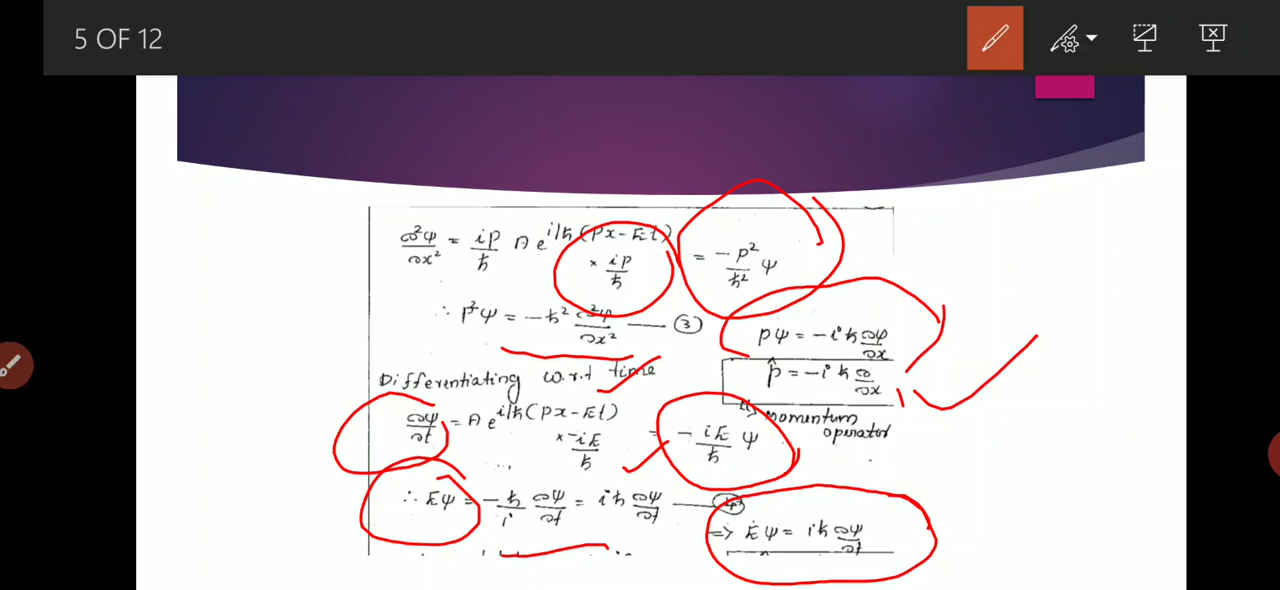 5 OF 12
∂²ψ/∂x² = ip/ħ A e^{i/ħ(Px-Et)} × ip/ħ = -p²/ħ² ψ
∴ p²ψ = -ħ² ∂²ψ/∂x² — ③
pψ = -iħ ∂ψ/∂x
Differentiating w.r.t time
p̂ = -iħ ∂/∂x
momentum
operator
∂ψ/∂t = A e^{i/ħ(Px-Et)} × -iE/ħ = -iE/ħ ψ
∴ Eψ = -ħ/i ∂ψ/∂t = iħ ∂ψ/∂t — ④
=> Eψ = iħ ∂ψ/∂t